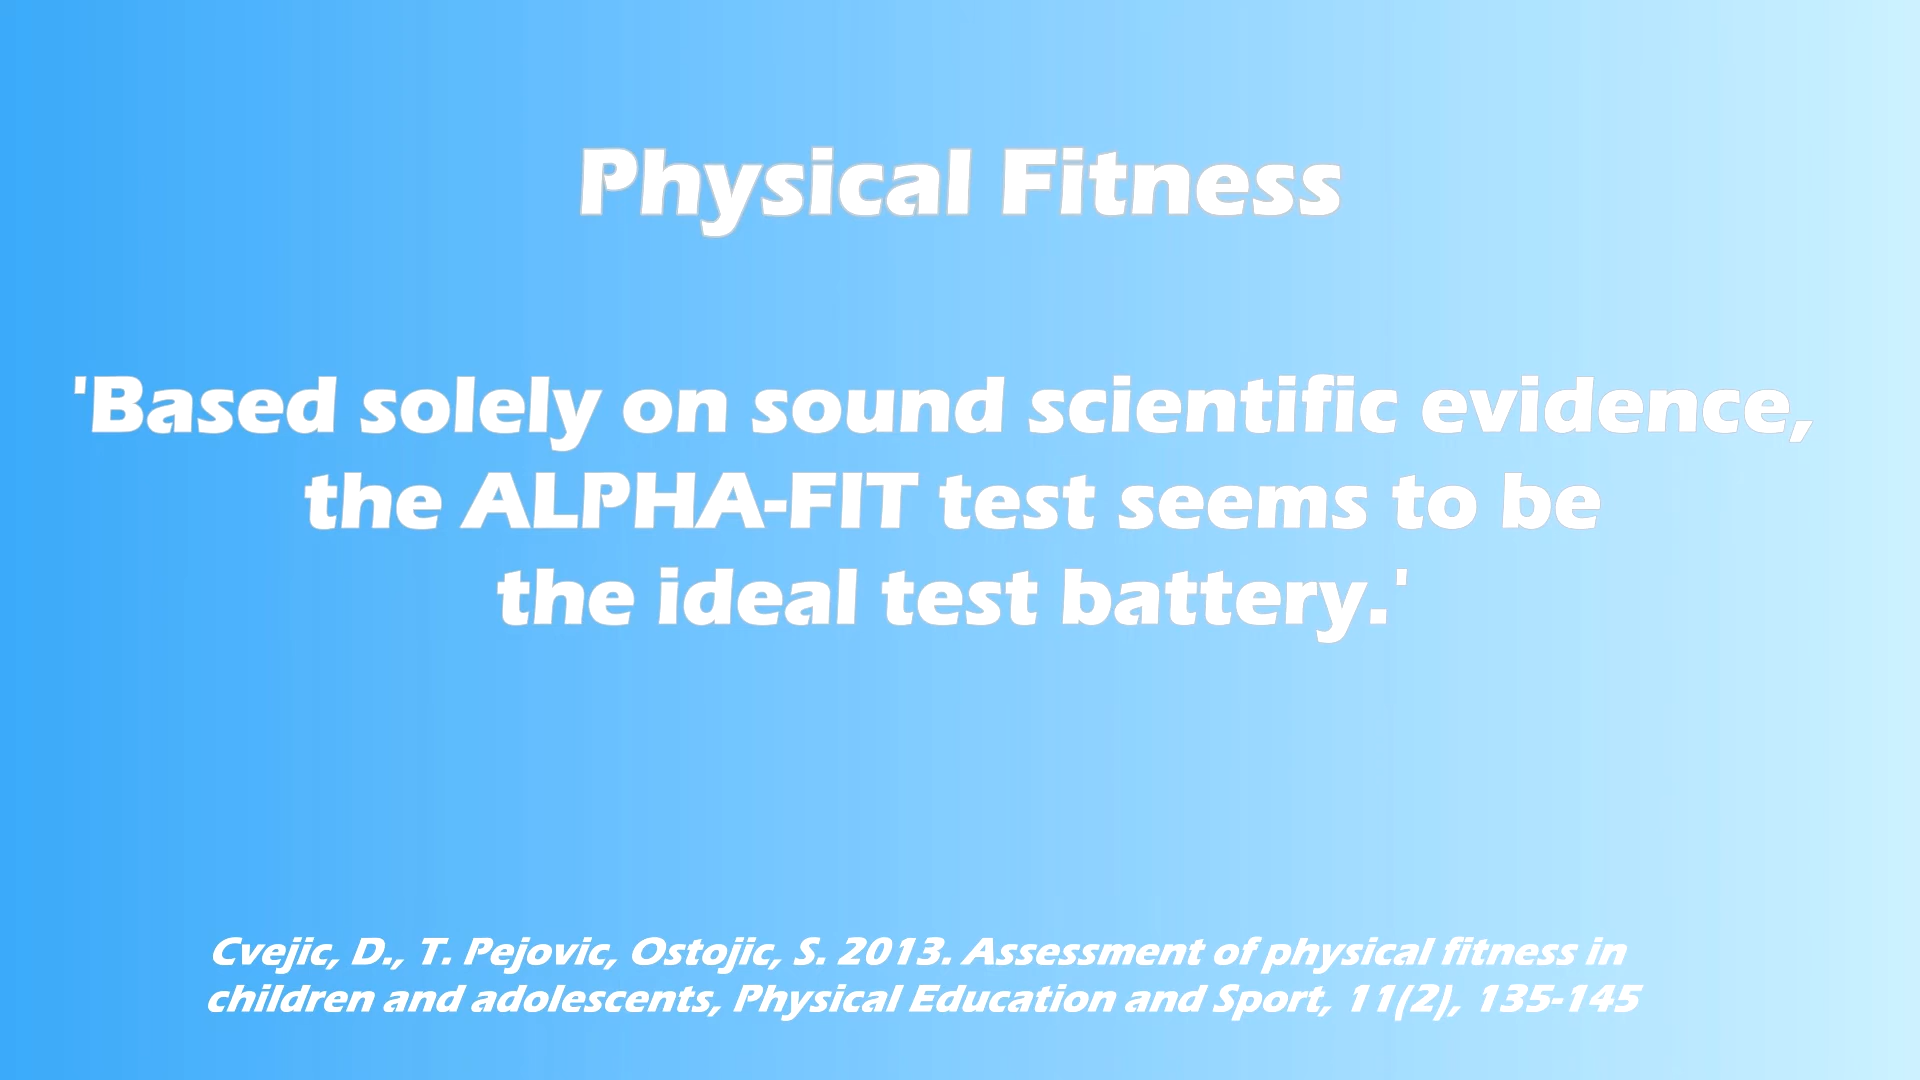 Physical Fitness
'Based solely on sound scientific evidence,
the ALPHA-FIT test seems to be
the ideal test battery.'
Cvejic, D., T. Pejovic, Ostojic, S. 2013. Assessment of physical fitness in
children and adolescents, Physical Education and Sport, 11(2), 135-145